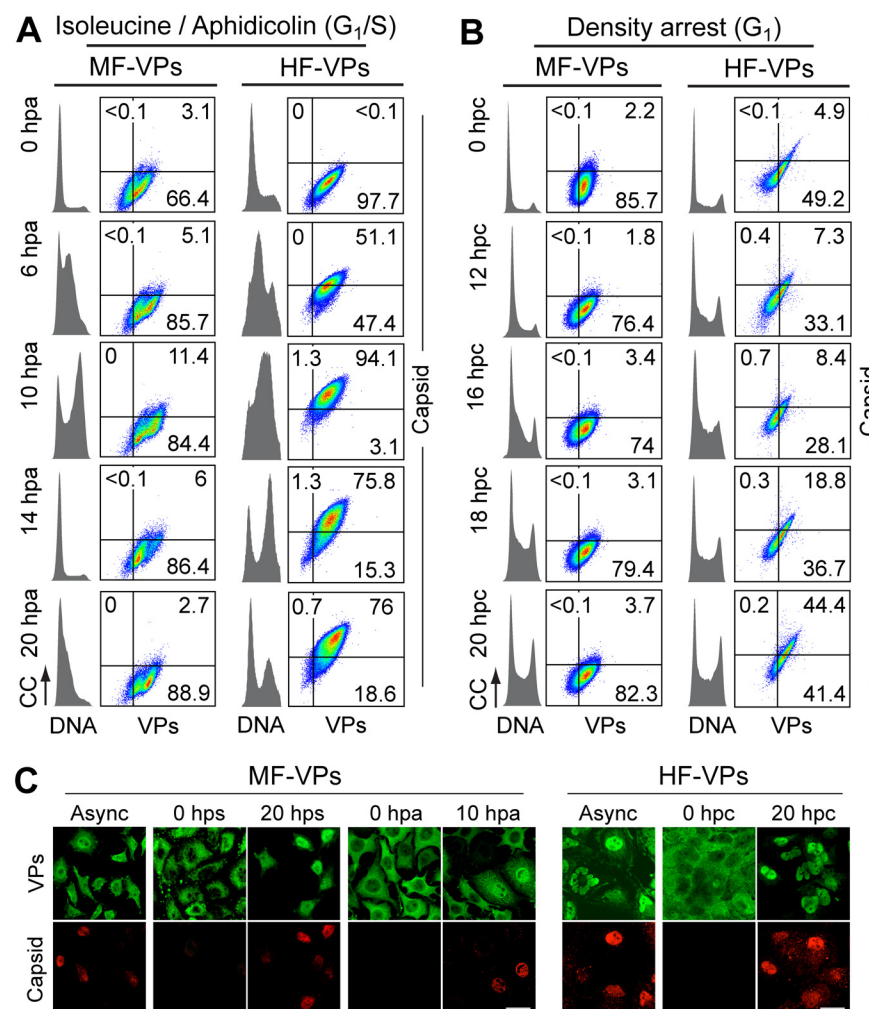 A Isoleucine / Aphidicolin (G₁/S)
MF-VPs HF-VPs
0 hpa <0.1 3.1 66.4 0 <0.1 97.7
6 hpa <0.1 5.1 85.7 0 51.1 47.4
10 hpa 0 11.4 84.4 1.3 94.1 3.1
14 hpa <0.1 6 86.4 1.3 75.8 15.3
20 hpa 0 2.7 88.9 0.7 76 18.6
Capsid
CC
DNA VPs DNA VPs
B Density arrest (G₁)
MF-VPs HF-VPs
0 hpc <0.1 2.2 85.7 <0.1 4.9 49.2
12 hpc <0.1 1.8 76.4 0.4 7.3 33.1
16 hpc <0.1 3.4 74 0.7 8.4 28.1
18 hpc <0.1 3.1 79.4 0.3 18.8 36.7
20 hpc <0.1 3.7 82.3 0.2 44.4 41.4
Capsid
CC
DNA VPs DNA VPs
C MF-VPs HF-VPs
Async 0 hps 20 hps 0 hpa 10 hpa Async 0 hpc 20 hpc
VPs
Capsid